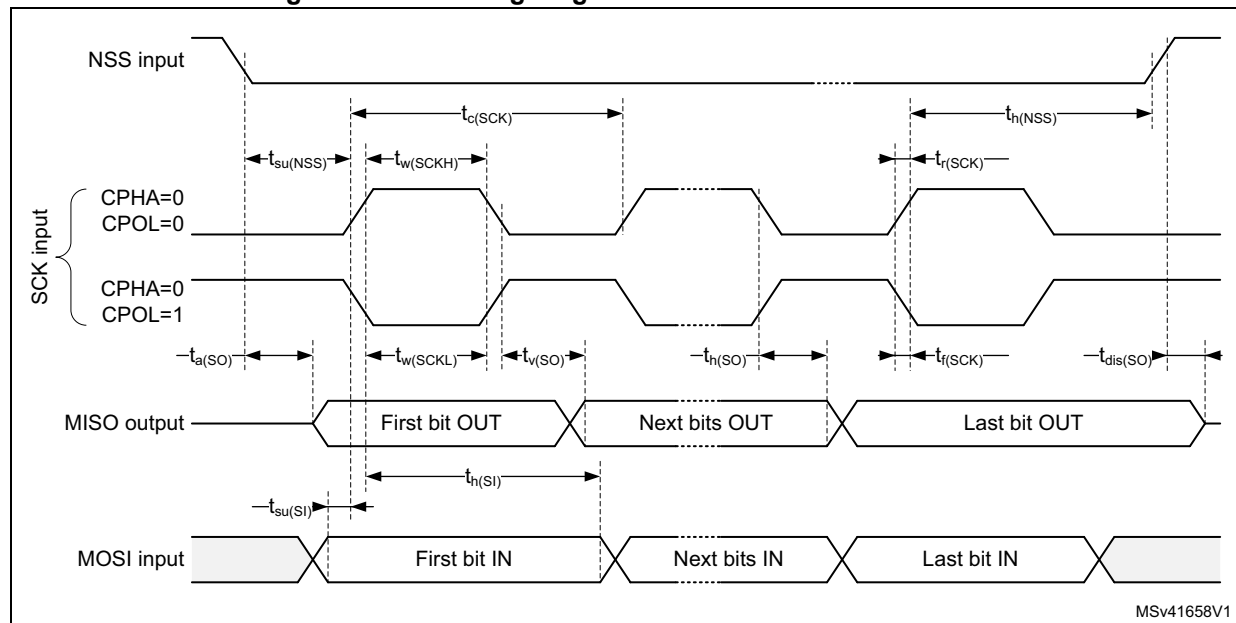 NSS input
tc(SCK)
th(NSS)
tsu(NSS)
tw(SCKH)
tr(SCK)
SCK input
CPHA=0
CPOL=0
CPHA=0
CPOL=1
ta(SO)
tw(SCKL)
tv(SO)
th(SO)
tf(SCK)
tdis(SO)
MISO output
First bit OUT
Next bits OUT
Last bit OUT
th(SI)
tsu(SI)
MOSI input
First bit IN
Next bits IN
Last bit IN
MSv41658V1